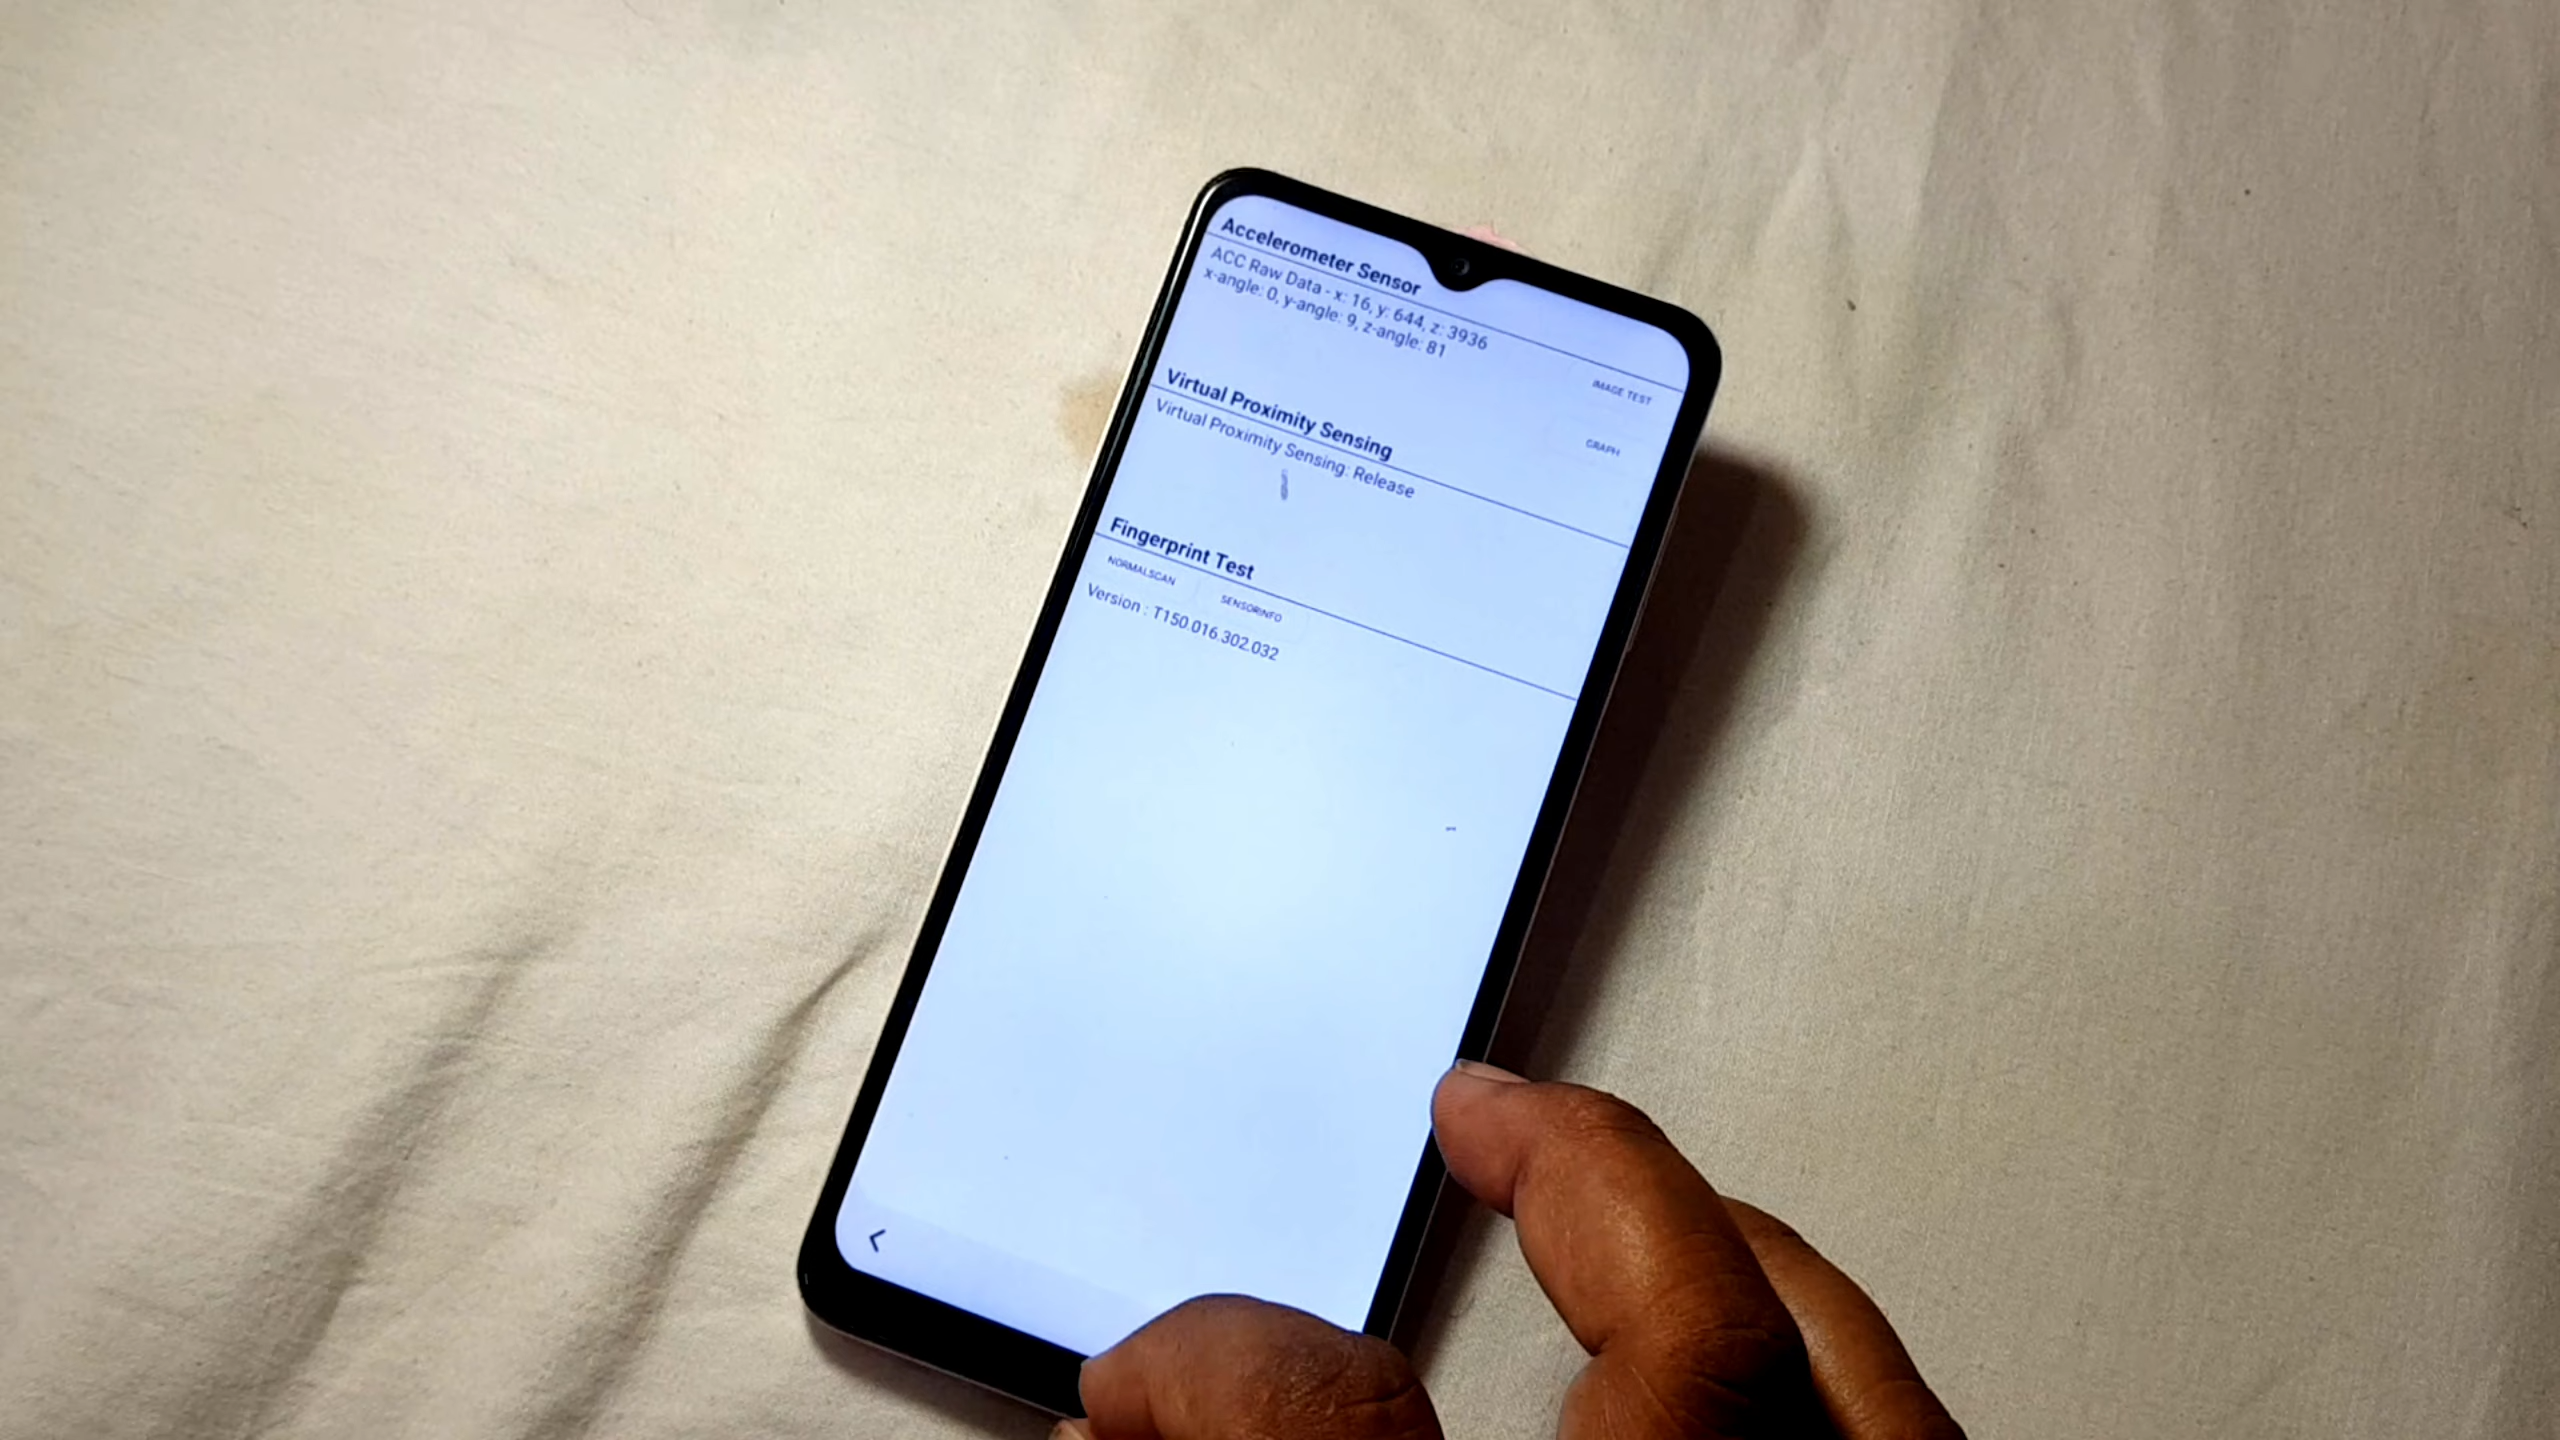 Accelerometer Sensor
ACC Raw Data - x: 16, y: 644, z: 3936
x-angle: 0, y-angle: 9, z-angle: 81
IMAGE TEST
GRAPH
Virtual Proximity Sensing
Virtual Proximity Sensing: Release
Fingerprint Test
NORMALSCAN
SENSORINFO
Version : T150.016.302.032